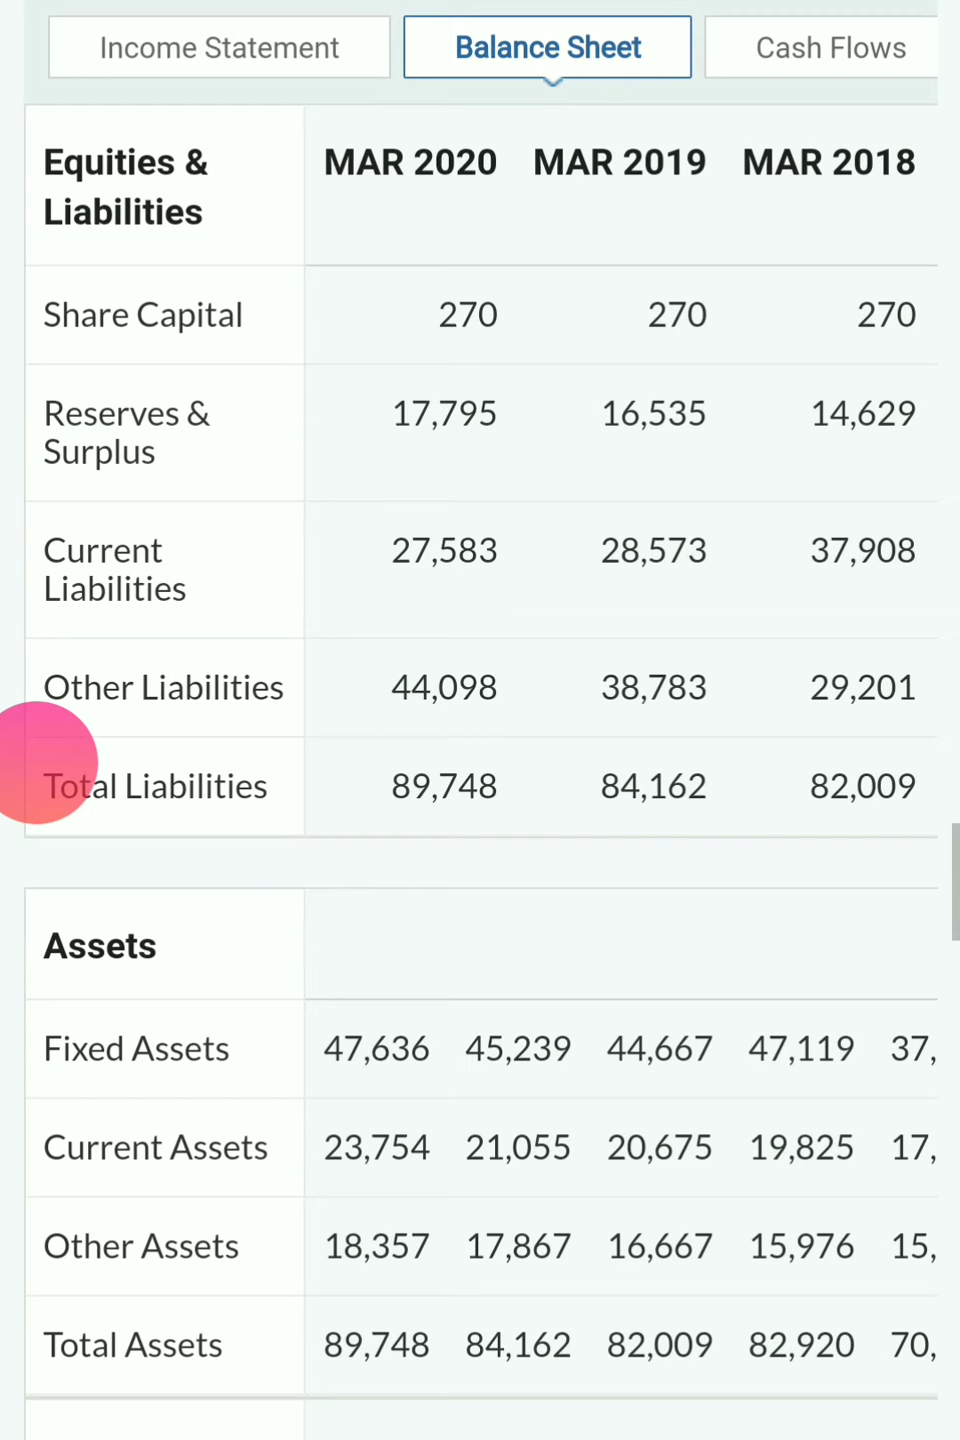 Income Statement Balance Sheet Cash Flows
Equities & MAR 2020 MAR 2019 MAR 2018
Liabilities
Share Capital 270 270 270
Reserves & 17,795 16,535 14,629
Surplus
Current 27,583 28,573 37,908
Liabilities
Other Liabilities 44,098 38,783 29,201
Total Liabilities 89,748 84,162 82,009
Assets
Fixed Assets 47,636 45,239 44,667 47,119 37,
Current Assets 23,754 21,055 20,675 19,825 17,
Other Assets 18,357 17,867 16,667 15,976 15,
Total Assets 89,748 84,162 82,009 82,920 70,